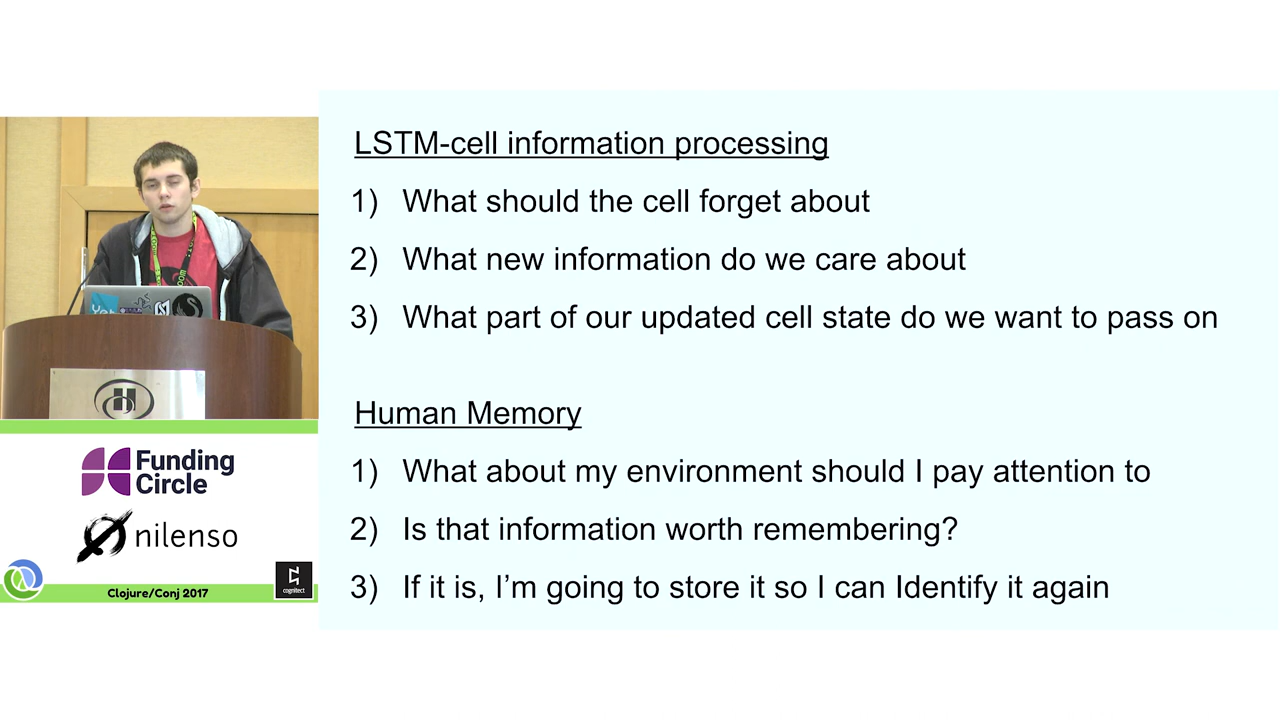 LSTM-cell information processing
1) What should the cell forget about
2) What new information do we care about
3) What part of our updated cell state do we want to pass on
Human Memory
1) What about my environment should I pay attention to
2) Is that information worth remembering?
3) If it is, I’m going to store it so I can Identify it again
Funding
Circle
nilenso
Clojure/Conj 2017
cognitect